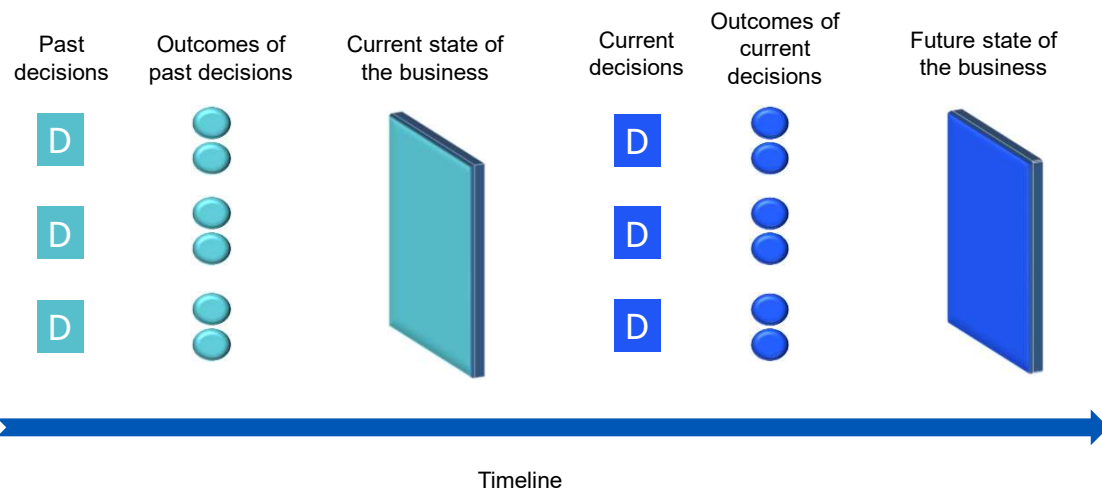 Past
decisions
Outcomes of
past decisions
Current state of
the business
Current
decisions
Outcomes of
current
decisions
Future state of
the business
D
D
D
D
D
D
Timeline